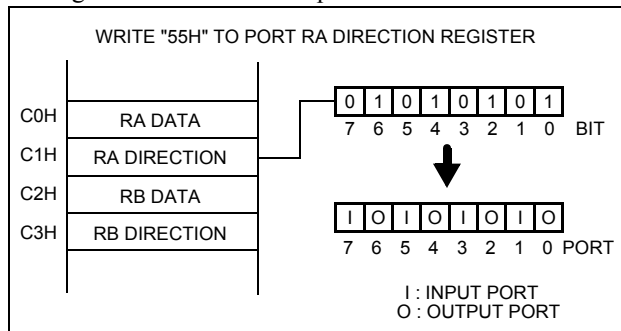 WRITE "55H" TO PORT RA DIRECTION REGISTER
C0H RA DATA
C1H RA DIRECTION
C2H RB DATA
C3H RB DIRECTION
0 1 0 1 0 1 0 1
7 6 5 4 3 2 1 0 BIT
I O I O I O I O
7 6 5 4 3 2 1 0 PORT
I : INPUT PORT
O : OUTPUT PORT